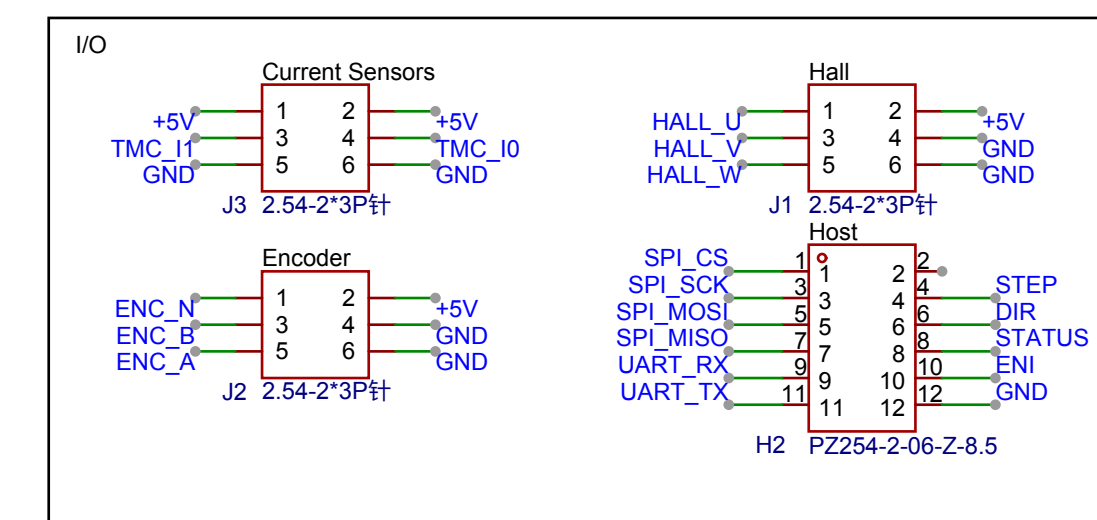 I/O
Current Sensors
+5V 1 2 +5V
TMC_I1 3 4 TMC_I0
GND 5 6 GND
J3 2.54-2*3P针
Hall
HALL_U 1 2 +5V
HALL_V 3 4 GND
HALL_W 5 6 GND
J1 2.54-2*3P针
Encoder
ENC_N 1 2 +5V
ENC_B 3 4 GND
ENC_A 5 6 GND
J2 2.54-2*3P针
Host
SPI_CS 1 1 2 2
SPI_SCK 3 3 4 4 STEP
SPI_MOSI 5 5 6 6 DIR
SPI_MISO 7 7 8 8 STATUS
UART_RX 9 9 10 10 ENI
UART_TX 11 11 12 12 GND
H2 PZ254-2-06-Z-8.5